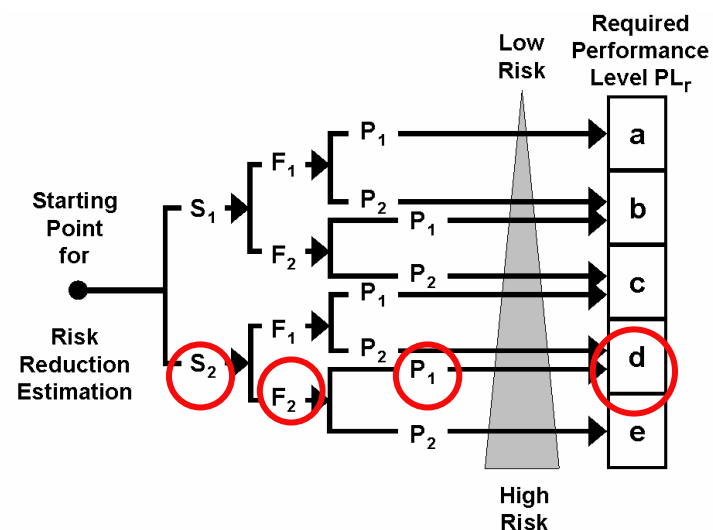 Required
Performance
Level PLr
Low
Risk
P1
a
F1
P2
Starting
Point
for
S1
P1
b
F2
P2
c
P1
Risk
Reduction
Estimation
F1
S2
P2
d
P1
F2
P2
e
High
Risk